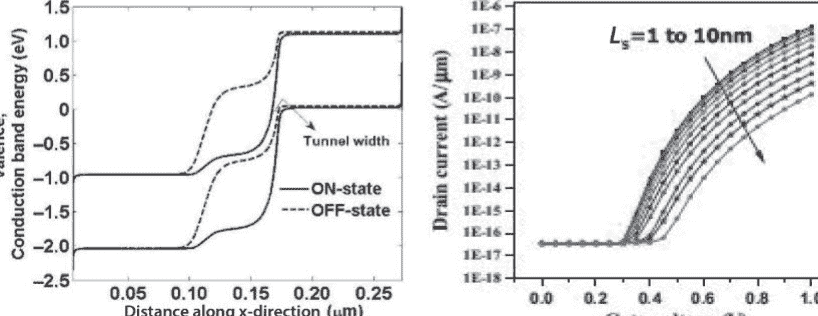 Valence,
Conduction band energy (eV)
1.5
1.0
0.5
0
−0.5
−1.0
−1.5
−2.0
−2.5
Tunnel width
ON-state
OFF-state
0.05
0.10
0.15
0.20
0.25
Distance along x-direction (μm)
Drain current (A/μm)
1E-6
1E-7
1E-8
1E-9
1E-10
1E-11
1E-12
1E-13
1E-14
1E-15
1E-16
1E-17
1E-18
Ls=1 to 10nm
0.0
0.2
0.4
0.6
0.8
1.0